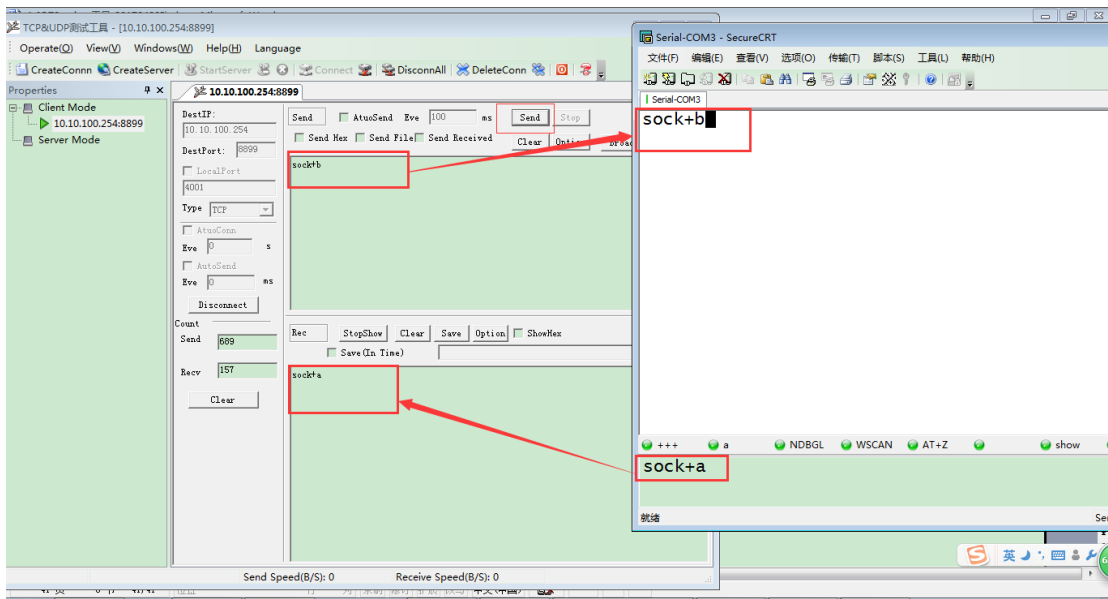 TCP&UDP测试工具 - [10.10.100.254:8899]
Operate(O) View(V) Windows(W) Help(H) Language
CreateConnn CreateServer StartServer Connect DisconnAll DeleteConn
Properties
Client Mode
10.10.100.254:8899
Server Mode
10.10.100.254:8899
DestIP:
10.10.100.254
DestPort: 8899
LocalPort
4001
Type TCP
AtuoConn
Eve 0 s
AutoSend
Eve 0 ms
Disconnect
Count
Send 689
Recv 157
Clear
Send AtuoSend Eve 100 ms Send Stop
Send Hex Send File Send Received Clear Option
sock+b
Rec StopShow Clear Save Option ShowHex
Save(In Time)
sock+a
Send Speed(B/S): 0 Receive Speed(B/S): 0
Serial-COM3 - SecureCRT
文件(F) 编辑(E) 查看(V) 选项(O) 传输(T) 脚本(S) 工具(L) 帮助(H)
Serial-COM3
sock+b
+++ a NDBGL WSCAN AT+Z show
sock+a
就绪 Ser
英